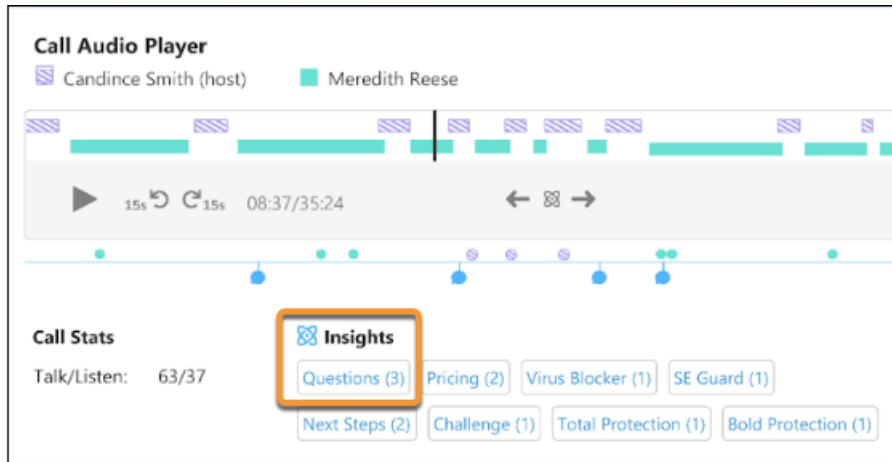 Call Audio Player
Candince Smith (host) Meredith Reese
15s 15s 08:37/35:24
Call Stats Insights
Talk/Listen: 63/37 Questions (3) Pricing (2) Virus Blocker (1) SE Guard (1)
Next Steps (2) Challenge (1) Total Protection (1) Bold Protection (1)